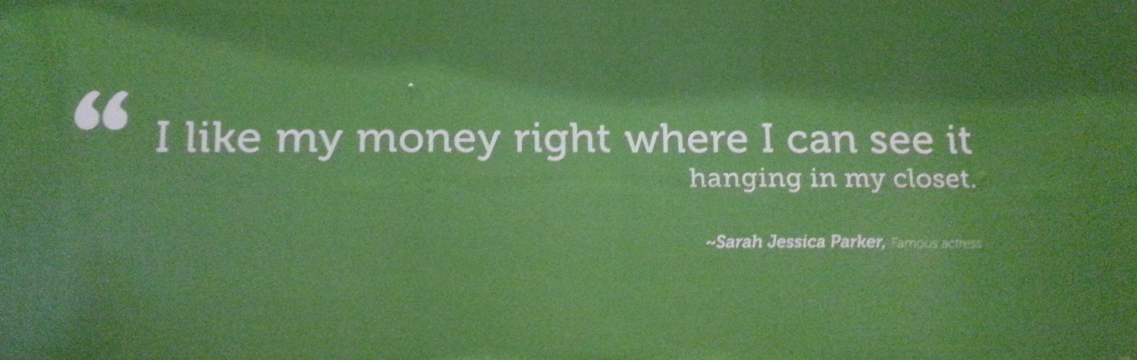 “ I like my money right where I can see it
hanging in my closet.
~Sarah Jessica Parker, Famous actress